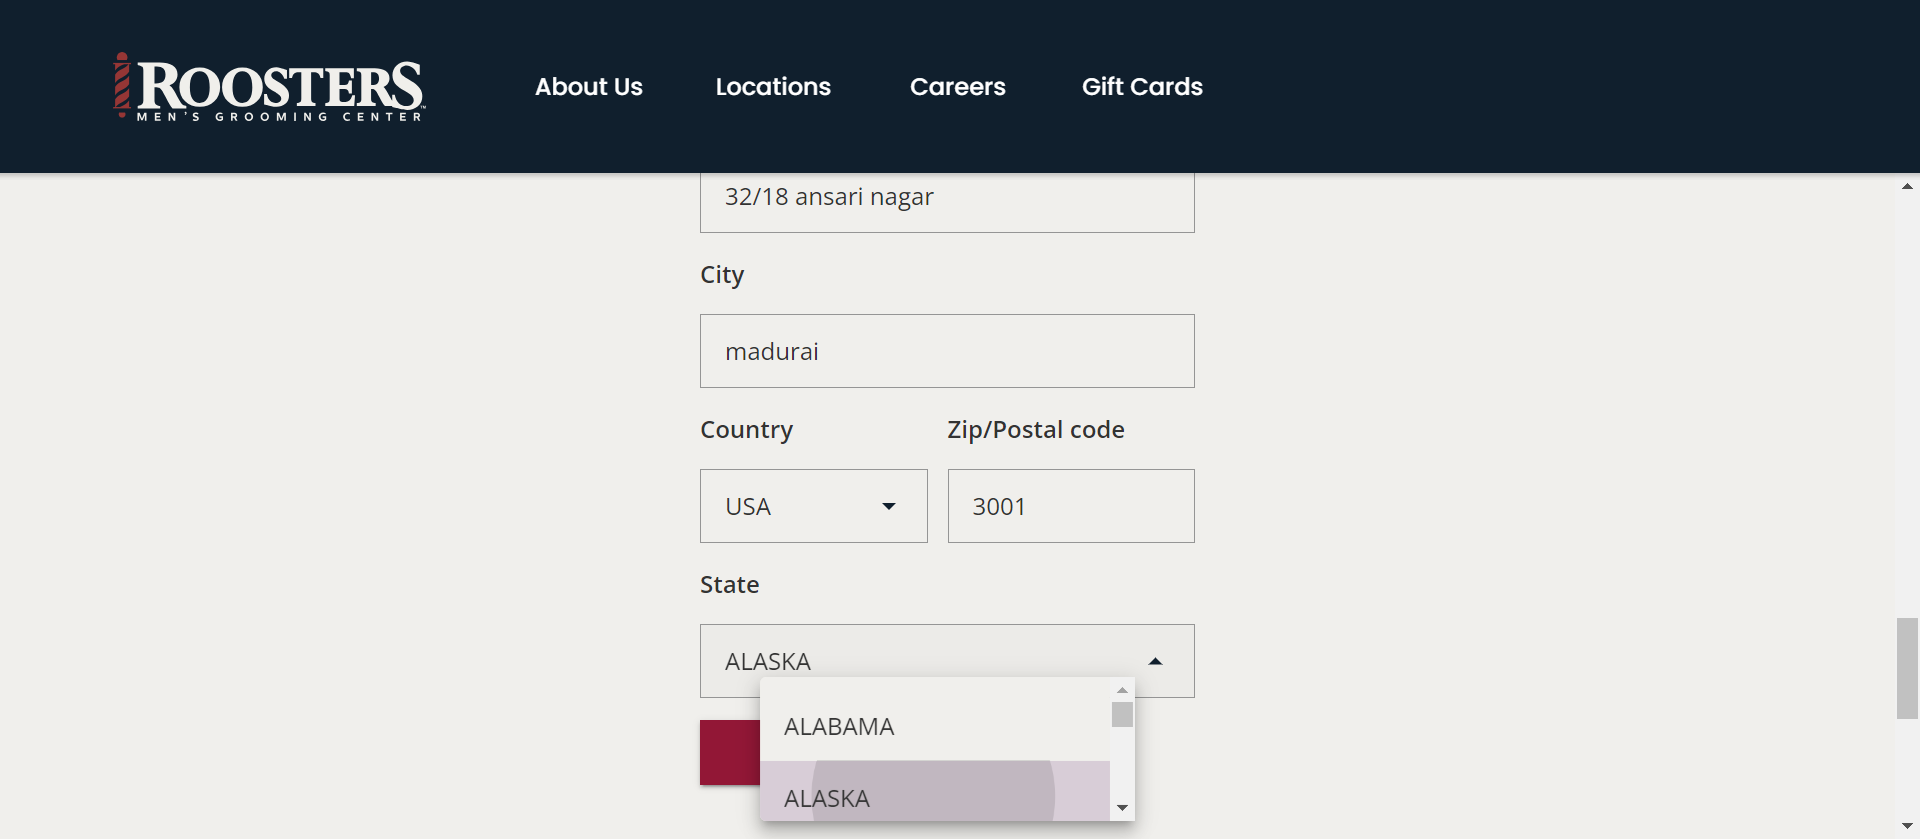 ROOSTERS™
MEN'S GROOMING CENTER
About Us
Locations
Careers
Gift Cards
32/18 ansari nagar
City
madurai
Country
Zip/Postal code
USA
3001
State
ALASKA
ALABAMA
ALASKA